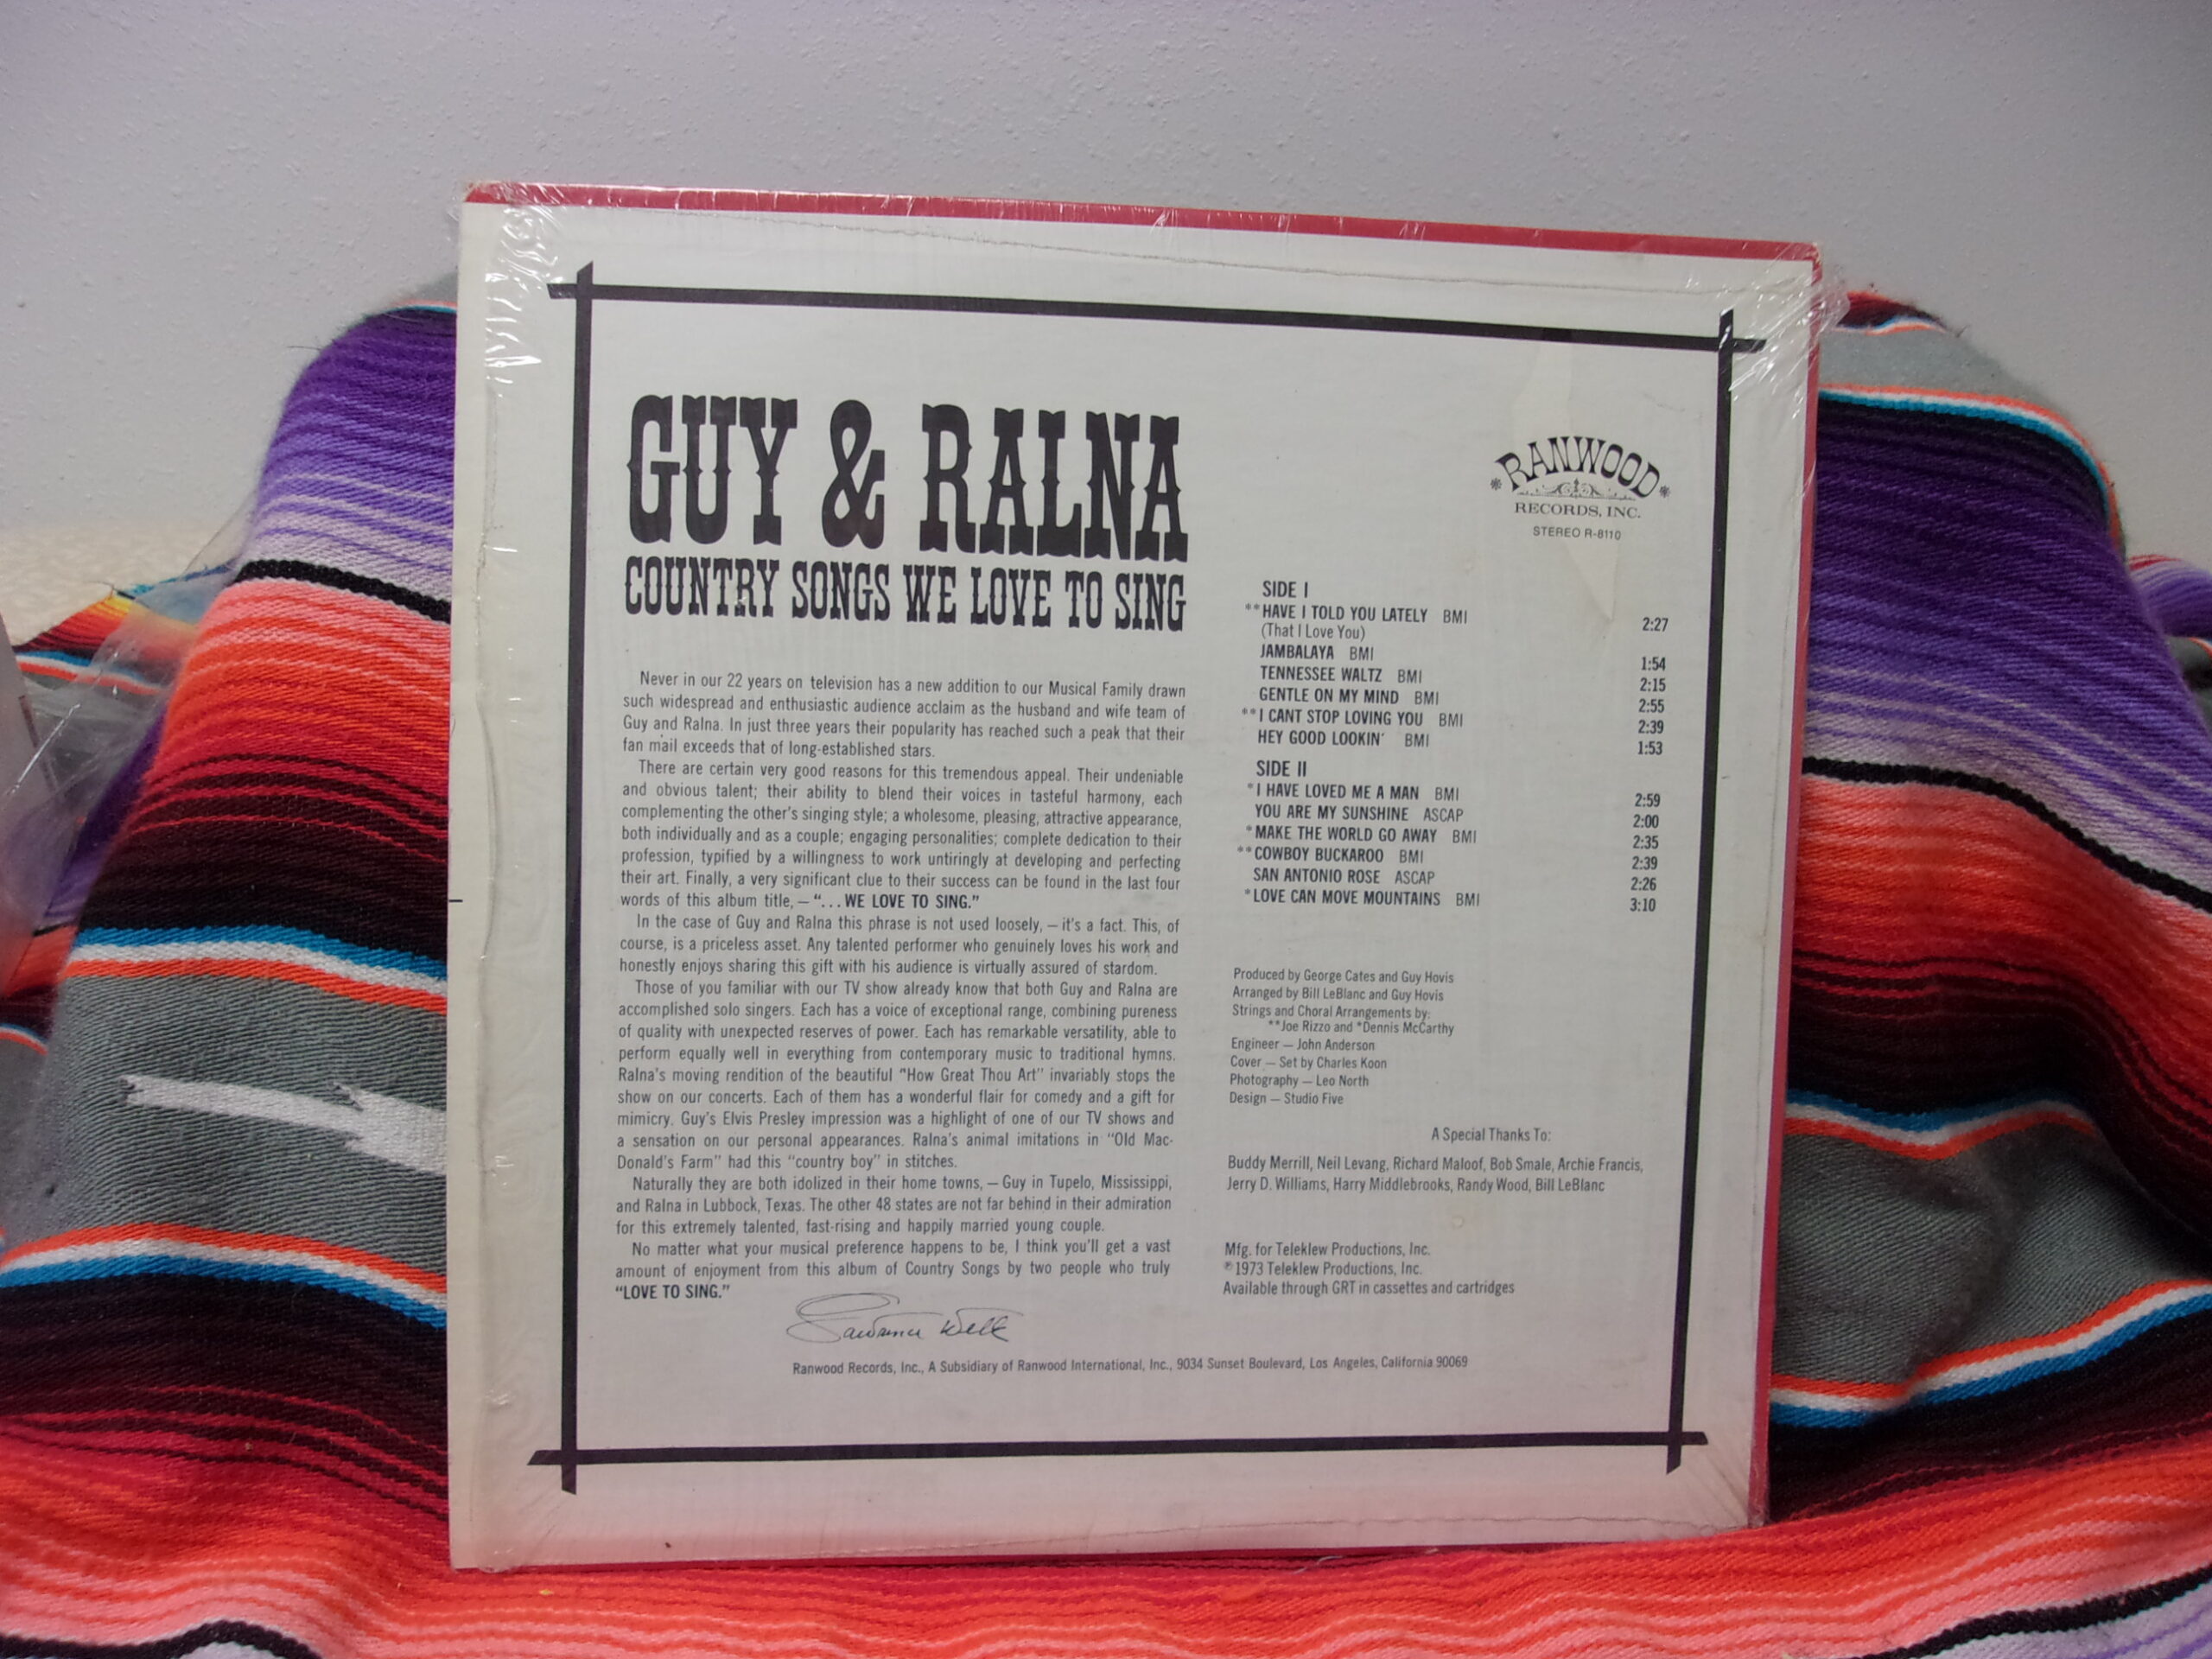 GUY & RALNA
COUNTRY SONGS WE LOVE TO SING
Never in our 22 years on television has a new addition to our Musical Family drawn
such widespread and enthusiastic audience acclaim as the husband and wife team of
Guy and Ralna. In just three years their popularity has reached such a peak that their
fan mail exceeds that of long-established stars.
There are certain very good reasons for this tremendous appeal. Their undeniable
and obvious talent; their ability to blend their voices in tasteful harmony, each
complementing the other's singing style; a wholesome, pleasing, attractive appearance,
both individually and as a couple; engaging personalities; complete dedication to their
profession, typified by a willingness to work untiringly at developing and perfecting
their art. Finally, a very significant clue to their success can be found in the last four
words of this album title, — "... WE LOVE TO SING."
In the case of Guy and Ralna this phrase is not used loosely, — it's a fact. This, of
course, is a priceless asset. Any talented performer who genuinely loves his work and
honestly enjoys sharing this gift with his audience is virtually assured of stardom.
Those of you familiar with our TV show already know that both Guy and Ralna are
accomplished solo singers. Each has a voice of exceptional range, combining pureness
of quality with unexpected reserves of power. Each has remarkable versatility, able to
perform equally well in everything from contemporary music to traditional hymns.
Ralna's moving rendition of the beautiful "How Great Thou Art" invariably stops the
show on our concerts. Each of them has a wonderful flair for comedy and a gift for
mimicry. Guy's Elvis Presley impression was a highlight of one of our TV shows and
a sensation on our personal appearances. Ralna's animal imitations in "Old Mac-
Donald's Farm" had this "country boy" in stitches.
Naturally they are both idolized in their home towns, — Guy in Tupelo, Mississippi,
and Ralna in Lubbock, Texas. The other 48 states are not far behind in their admiration
for this extremely talented, fast-rising and happily married young couple.
No matter what your musical preference happens to be, I think you'll get a vast
amount of enjoyment from this album of Country Songs by two people who truly
"LOVE TO SING."
Lawrence Welk
RANWOOD
RECORDS, INC.
STEREO R-8110
SIDE I
**HAVE I TOLD YOU LATELY BMI 2:27
(That I Love You)
JAMBALAYA BMI 1:54
TENNESSEE WALTZ BMI 2:15
GENTLE ON MY MIND BMI 2:55
**I CANT STOP LOVING YOU BMI 2:39
HEY GOOD LOOKIN' BMI 1:53
SIDE II
*I HAVE LOVED ME A MAN BMI 2:59
YOU ARE MY SUNSHINE ASCAP 2:00
*MAKE THE WORLD GO AWAY BMI 2:35
**COWBOY BUCKAROO BMI 2:39
SAN ANTONIO ROSE ASCAP 2:26
*LOVE CAN MOVE MOUNTAINS BMI 3:10
Produced by George Cates and Guy Hovis
Arranged by Bill LeBlanc and Guy Hovis
Strings and Choral Arrangements by:
**Joe Rizzo and *Dennis McCarthy
Engineer — John Anderson
Cover — Set by Charles Koon
Photography — Leo North
Design — Studio Five
A Special Thanks To:
Buddy Merrill, Neil Levang, Richard Maloof, Bob Smale, Archie Francis,
Jerry D. Williams, Harry Middlebrooks, Randy Wood, Bill LeBlanc
Mfg. for Teleklew Productions, Inc.
℗1973 Teleklew Productions, Inc.
Available through GRT in cassettes and cartridges
Ranwood Records, Inc., A Subsidiary of Ranwood International, Inc., 9034 Sunset Boulevard, Los Angeles, California 90069